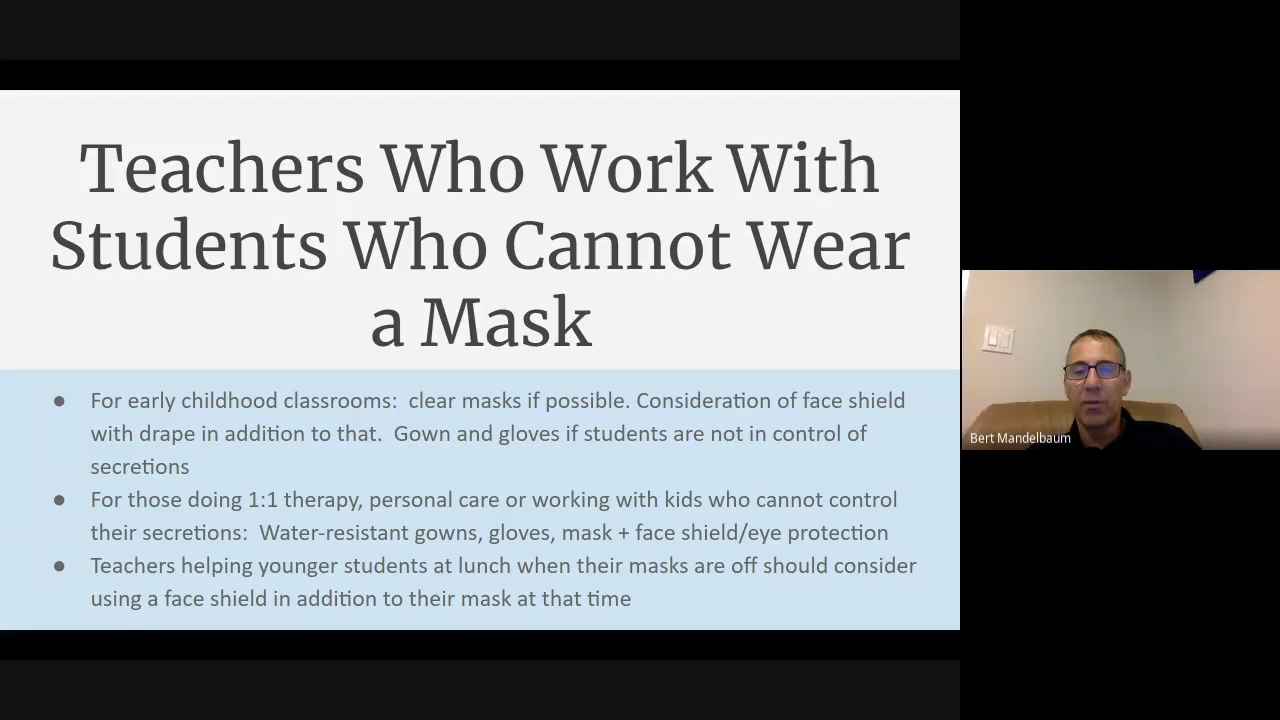 Teachers Who Work With
Students Who Cannot Wear
a Mask
● For early childhood classrooms:  clear masks if possible. Consideration of face shield
with drape in addition to that.  Gown and gloves if students are not in control of
secretions
● For those doing 1:1 therapy, personal care or working with kids who cannot control
their secretions:  Water-resistant gowns, gloves, mask + face shield/eye protection
● Teachers helping younger students at lunch when their masks are off should consider
using a face shield in addition to their mask at that time
Bert Mandelbaum